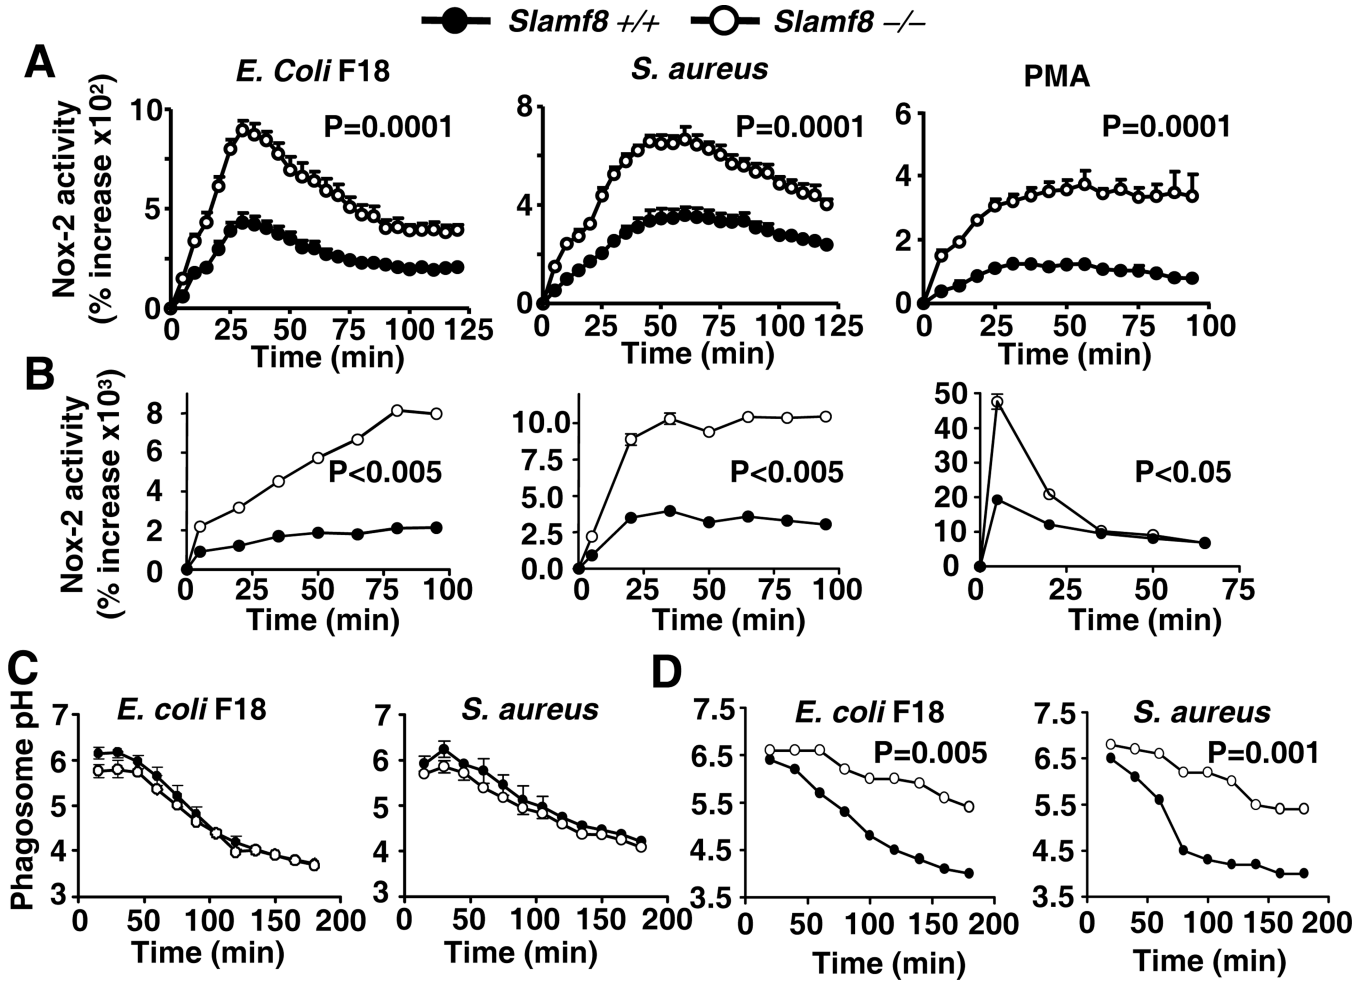 Slamf8 +/+ Slamf8 –/–
A
E. Coli F18 S. aureus PMA
Nox-2 activity
(% increase x10²)
10
5
0
P=0.0001
0 25 50 75 100 125
Time (min)
8
4
0
P=0.0001
0 25 50 75 100 125
Time (min)
6
4
2
0
P=0.0001
0 25 50 75 100
Time (min)
B
Nox-2 activity
(% increase x10³)
8
6
4
2
0
P<0.005
0 25 50 75 100
Time (min)
10.0
7.5
5.0
2.5
0.0
P<0.005
0 25 50 75 100
Time (min)
50
40
30
20
10
0
P<0.05
0 25 50 75
Time (min)
C
Phagosome pHC
E. coli F18
7
6
5
4
3
0 50 100 150 200
Time (min)
S. aureus
7
6
5
4
3
0 50 100 150 200
Time (min)
D
E. coli F18
P=0.005
7.5
6.5
5.5
4.5
3.5
0 50 100 150 200
Time (min)
S. aureus
P=0.001
7.5
6.5
5.5
4.5
3.5
0 50 100 150 200
Time (min)